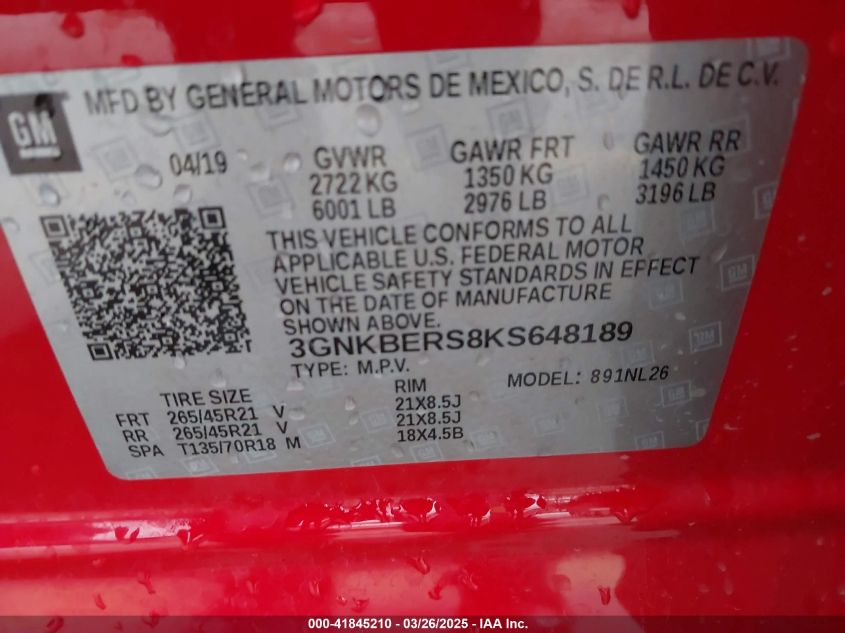 GM
MFD BY GENERAL MOTORS DE MEXICO, S. DE R.L. DE C.V.
04/19 GVWR GAWR FRT GAWR RR
2722 KG 1350 KG 1450 KG
6001 LB 2976 LB 3196 LB
THIS VEHICLE CONFORMS TO ALL
APPLICABLE U.S. FEDERAL MOTOR
VEHICLE SAFETY STANDARDS IN EFFECT
ON THE DATE OF MANUFACTURE
SHOWN ABOVE.
3GNKBERS8KS648189
TYPE: M.P.V. MODEL: 891NL26
TIRE SIZE RIM
FRT 265/45R21 V 21X8.5J
RR 265/45R21 V 21X8.5J
SPA T135/70R18 M 18X4.5B
000-41845210 - 03/26/2025 - IAA Inc.